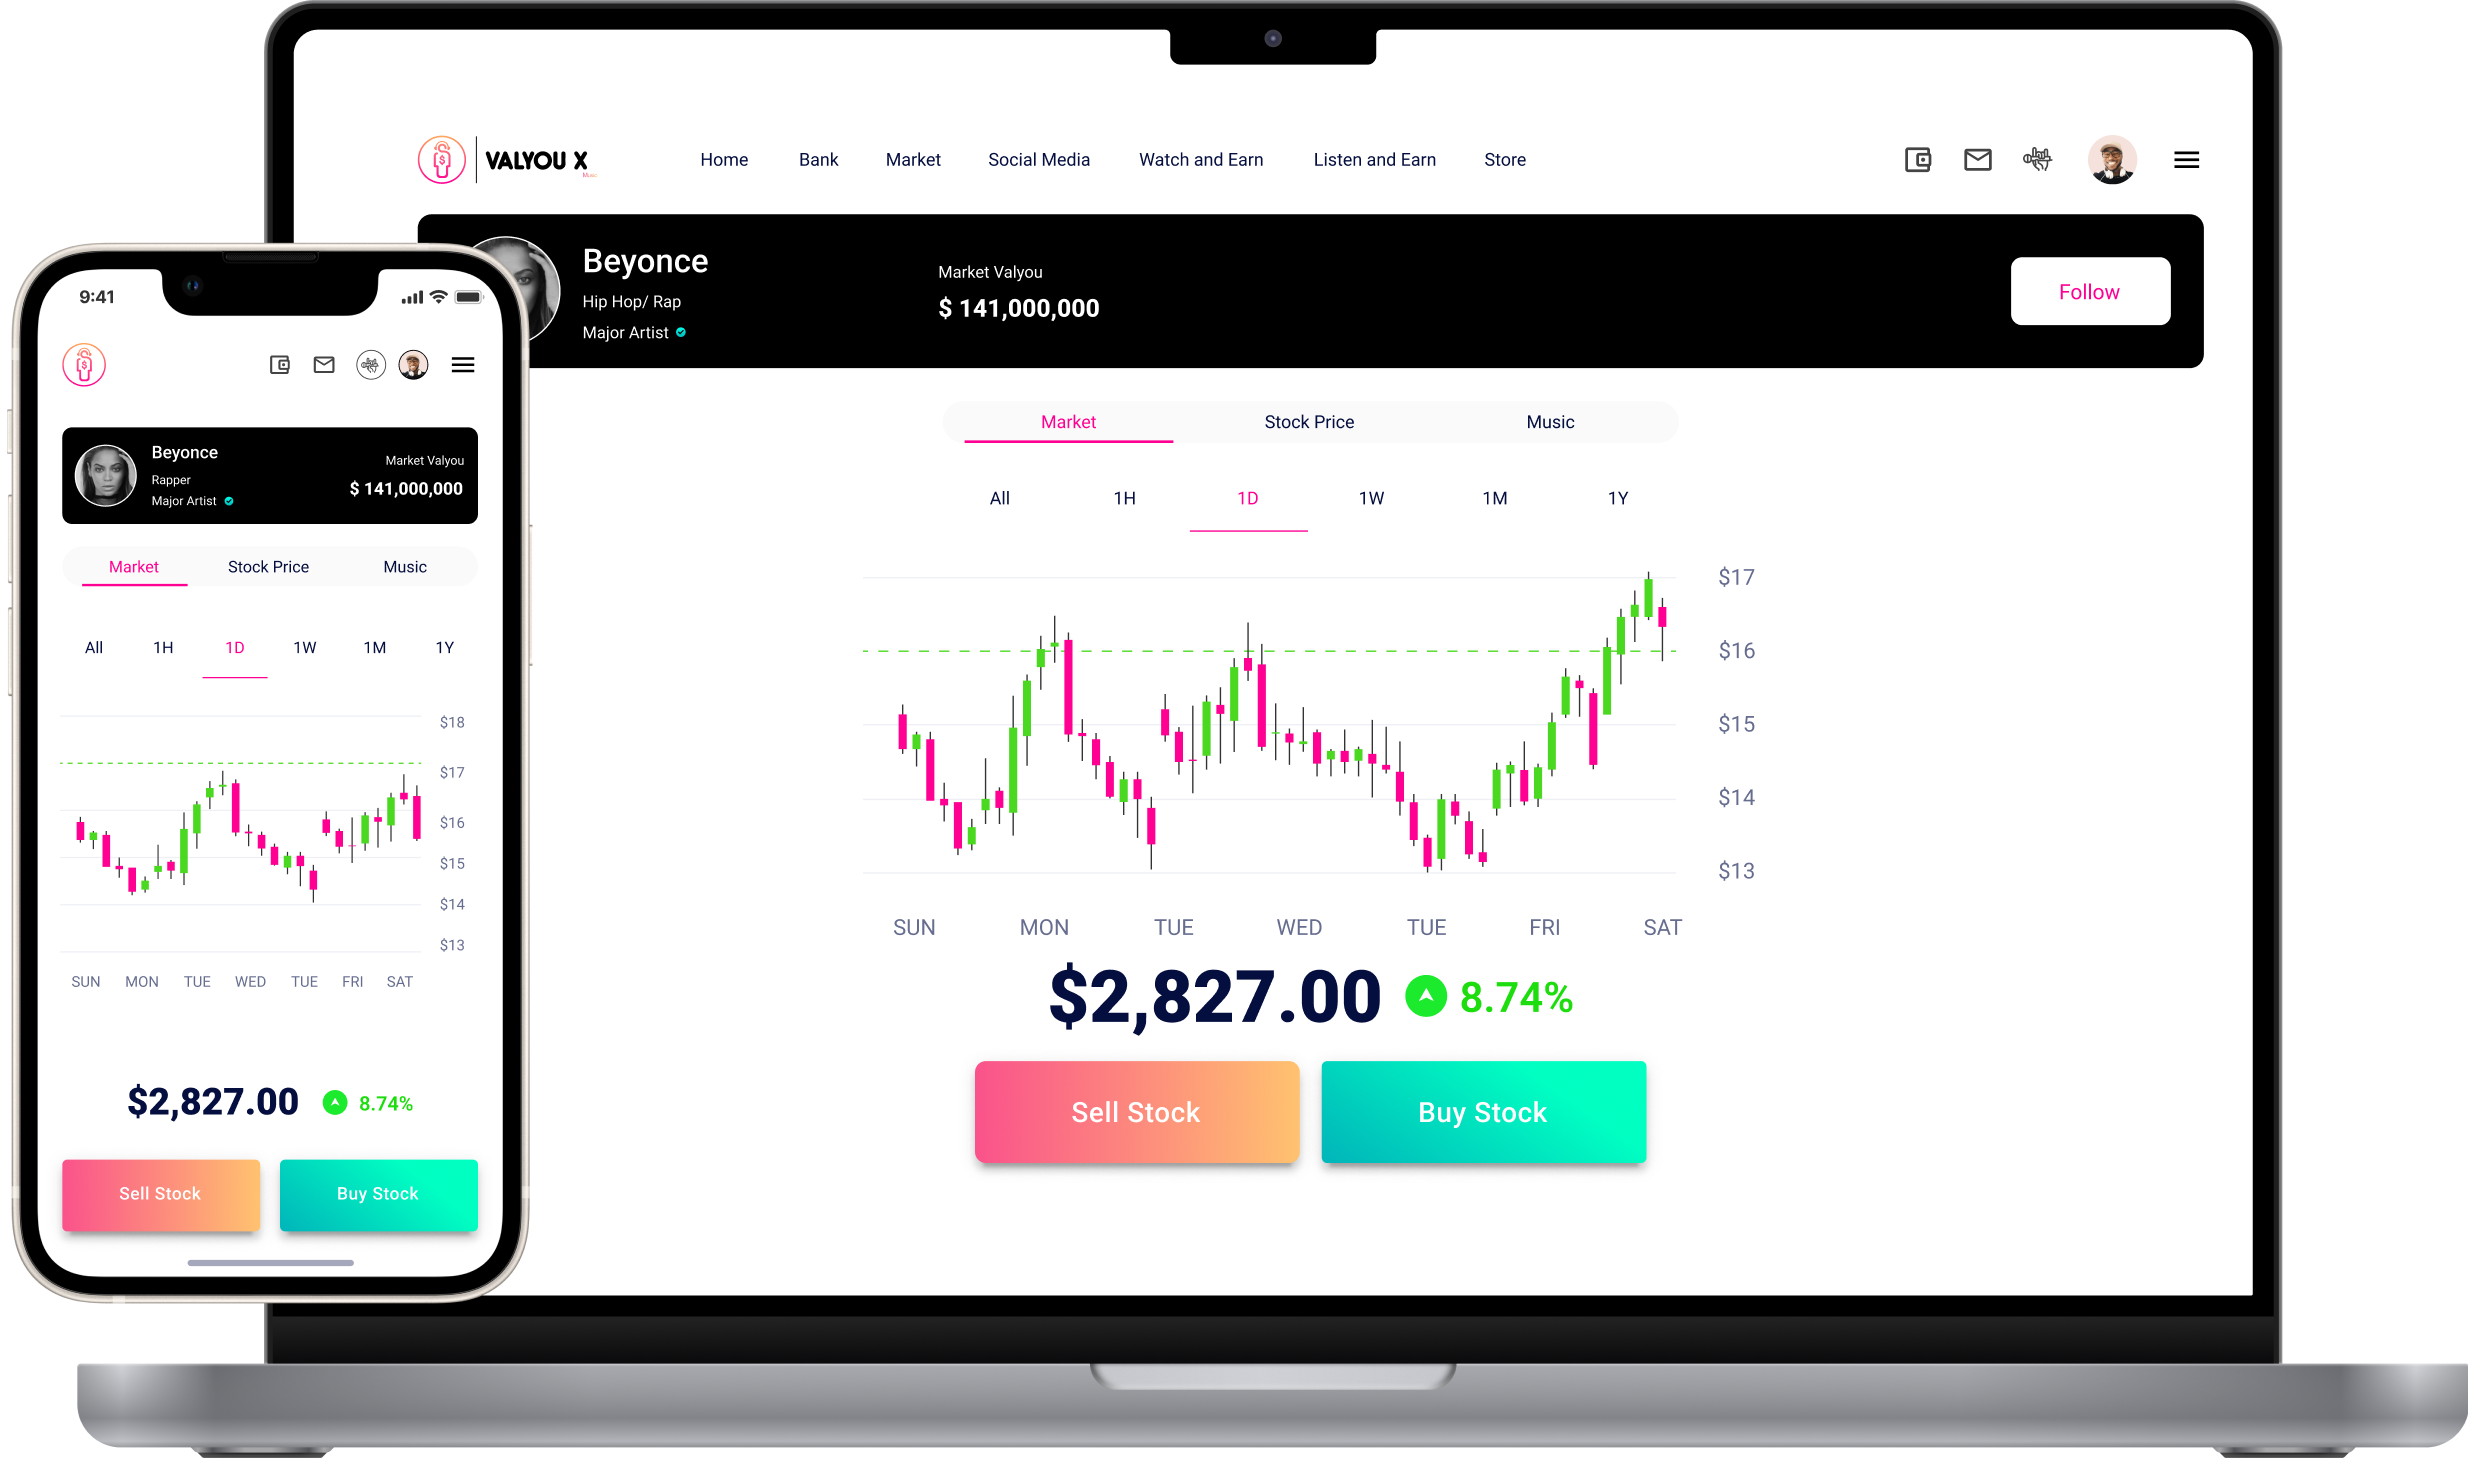 VALYOU X
Music
Home Bank Market Social Media Watch and Earn Listen and Earn Store
Beyonce
Hip Hop/ Rap
Major Artist
Market Valyou
$ 141,000,000
Follow
Market Stock Price Music
All 1H 1D 1W 1M 1Y
$17
$16
$15
$14
$13
SUN MON TUE WED TUE FRI SAT
$2,827.00 8.74%
Sell Stock Buy Stock
9:41
Beyonce
Rapper
Major Artist
Market Valyou
$ 141,000,000
Market Stock Price Music
All 1H 1D 1W 1M 1Y
$18
$17
$16
$15
$14
$13
SUN MON TUE WED TUE FRI SAT
$2,827.00 8.74%
Sell Stock Buy Stock